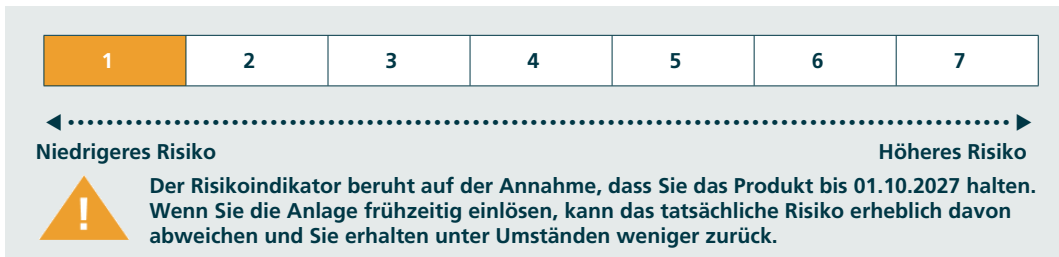 1 2 3 4 5 6 7
Niedrigeres Risiko Höheres Risiko
Der Risikoindikator beruht auf der Annahme, dass Sie das Produkt bis 01.10.2027 halten.
Wenn Sie die Anlage frühzeitig einlösen, kann das tatsächliche Risiko erheblich davon
abweichen und Sie erhalten unter Umständen weniger zurück.
!